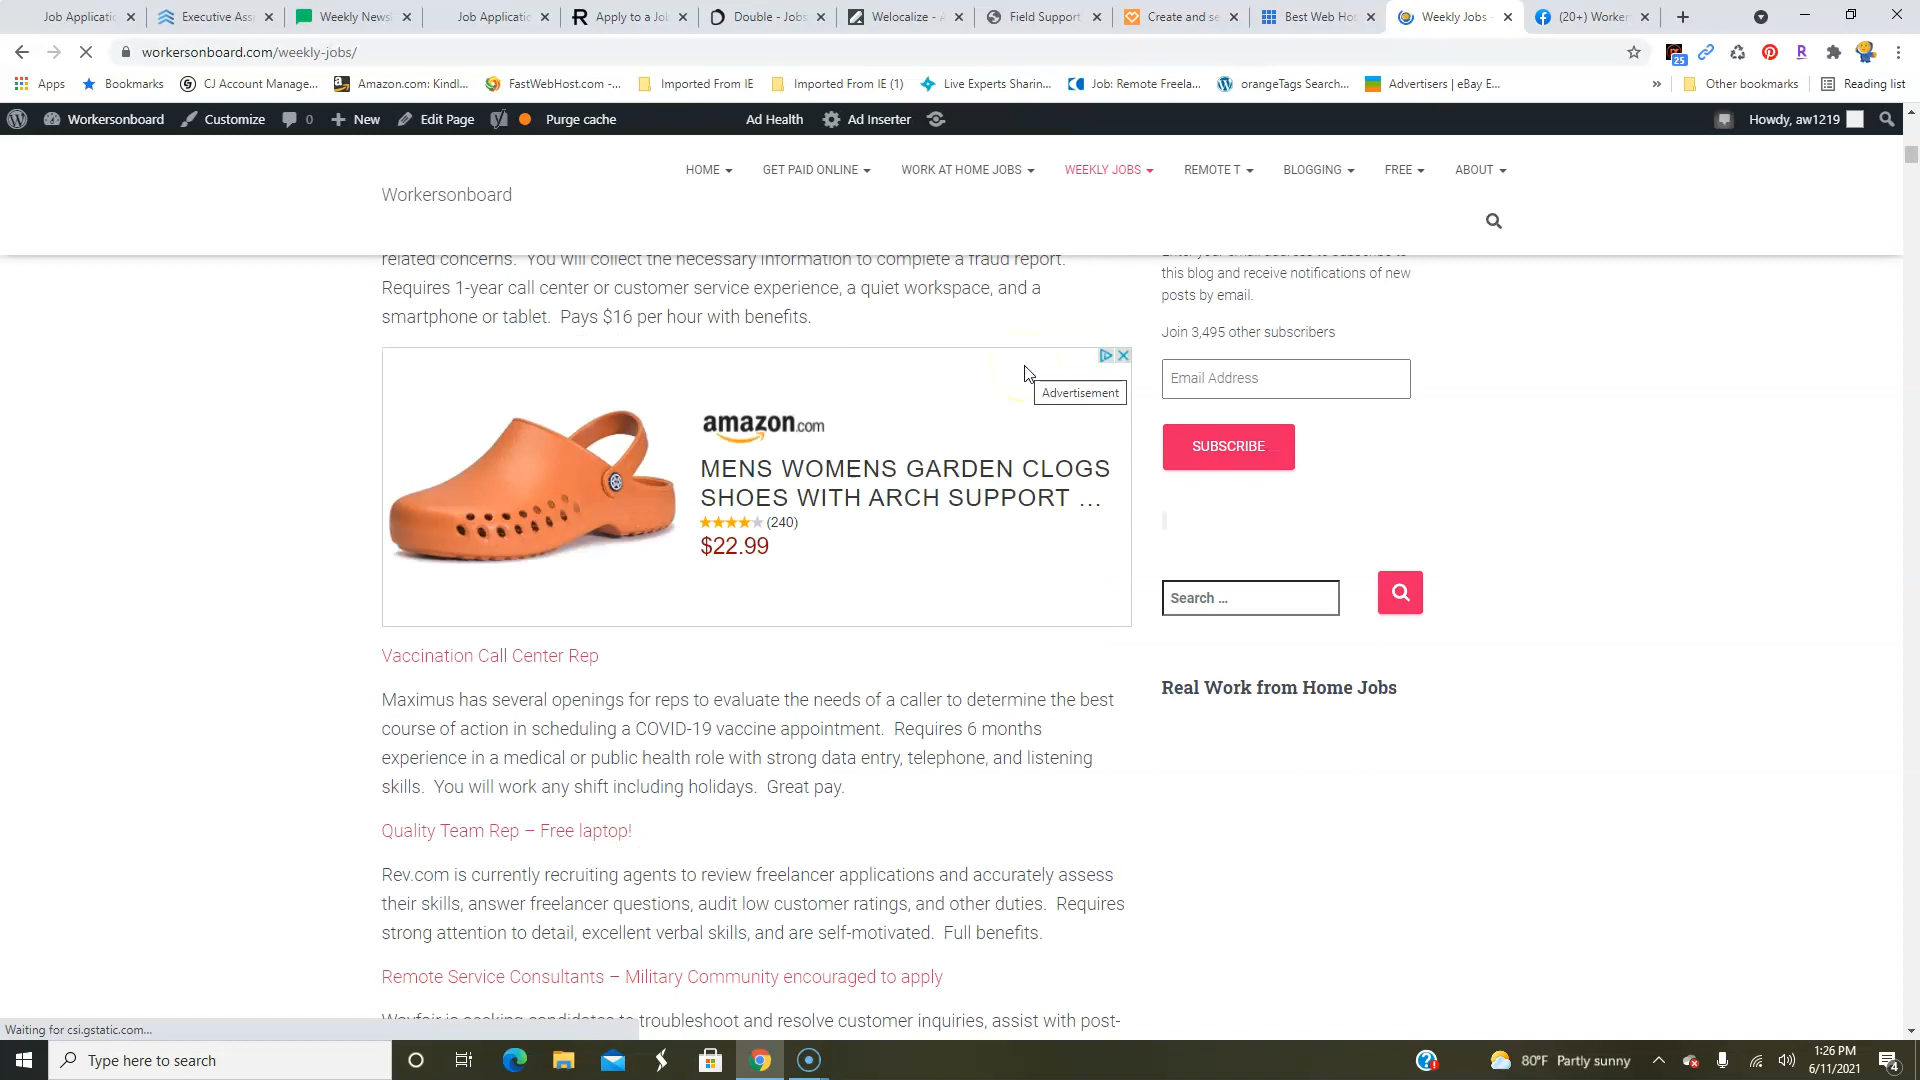 Job Applicatic
Executive Ass
Weekly News
Job Applicatic
Apply to a Jo
Double - Jobs
Welocalize - A
Field Support
Create and se
Best Web Hos
Weekly Jobs -
(20+) Worker
workersonboard.com/weekly-jobs/
25
Apps
Bookmarks
CJ Account Manage...
Amazon.com: Kindl...
FastWebHost.com -...
Imported From IE
Imported From IE (1)
Live Experts Sharin...
Job: Remote Freela...
orangeTags Search...
Advertisers | eBay E...
»
Other bookmarks
Reading list
Workersonboard
Customize
0
New
Edit Page
Purge cache
Ad Health
Ad Inserter
Howdy, aw1219
HOME
GET PAID ONLINE
WORK AT HOME JOBS
WEEKLY JOBS
REMOTE T
BLOGGING
FREE
ABOUT
Workersonboard
related concerns. You will collect the necessary information to complete a fraud report.
Requires 1-year call center or customer service experience, a quiet workspace, and a
smartphone or tablet. Pays $16 per hour with benefits.
Advertisement
amazon.com
MENS WOMENS GARDEN CLOGS
SHOES WITH ARCH SUPPORT ...
(240)
$22.99
Vaccination Call Center Rep
Maximus has several openings for reps to evaluate the needs of a caller to determine the best
course of action in scheduling a COVID-19 vaccine appointment. Requires 6 months
experience in a medical or public health role with strong data entry, telephone, and listening
skills. You will work any shift including holidays. Great pay.
Quality Team Rep – Free laptop!
Rev.com is currently recruiting agents to review freelancer applications and accurately assess
their skills, answer freelancer questions, audit low customer ratings, and other duties. Requires
strong attention to detail, excellent verbal skills, and are self-motivated. Full benefits.
Remote Service Consultants – Military Community encouraged to apply
Wayfair is seeking candidates to troubleshoot and resolve customer inquiries, assist with post-
Enter your email address to subscribe to
this blog and receive notifications of new
posts by email.
Join 3,495 other subscribers
Email Address
SUBSCRIBE
Search ...
Real Work from Home Jobs
Waiting for csi.gstatic.com...
Type here to search
80°F Partly sunny
1:26 PM
6/11/2021
4